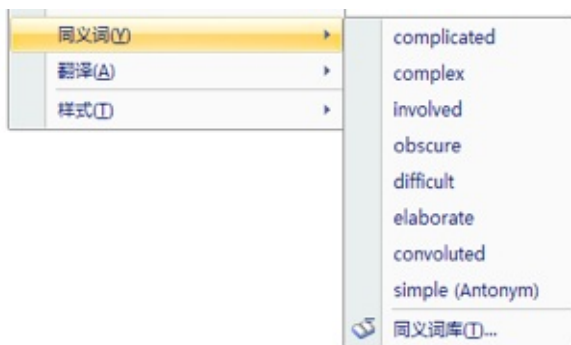 同义词(Y)
翻译(A)
样式(T)
complicated
complex
involved
obscure
difficult
elaborate
convoluted
simple (Antonym)
同义词库(T)...